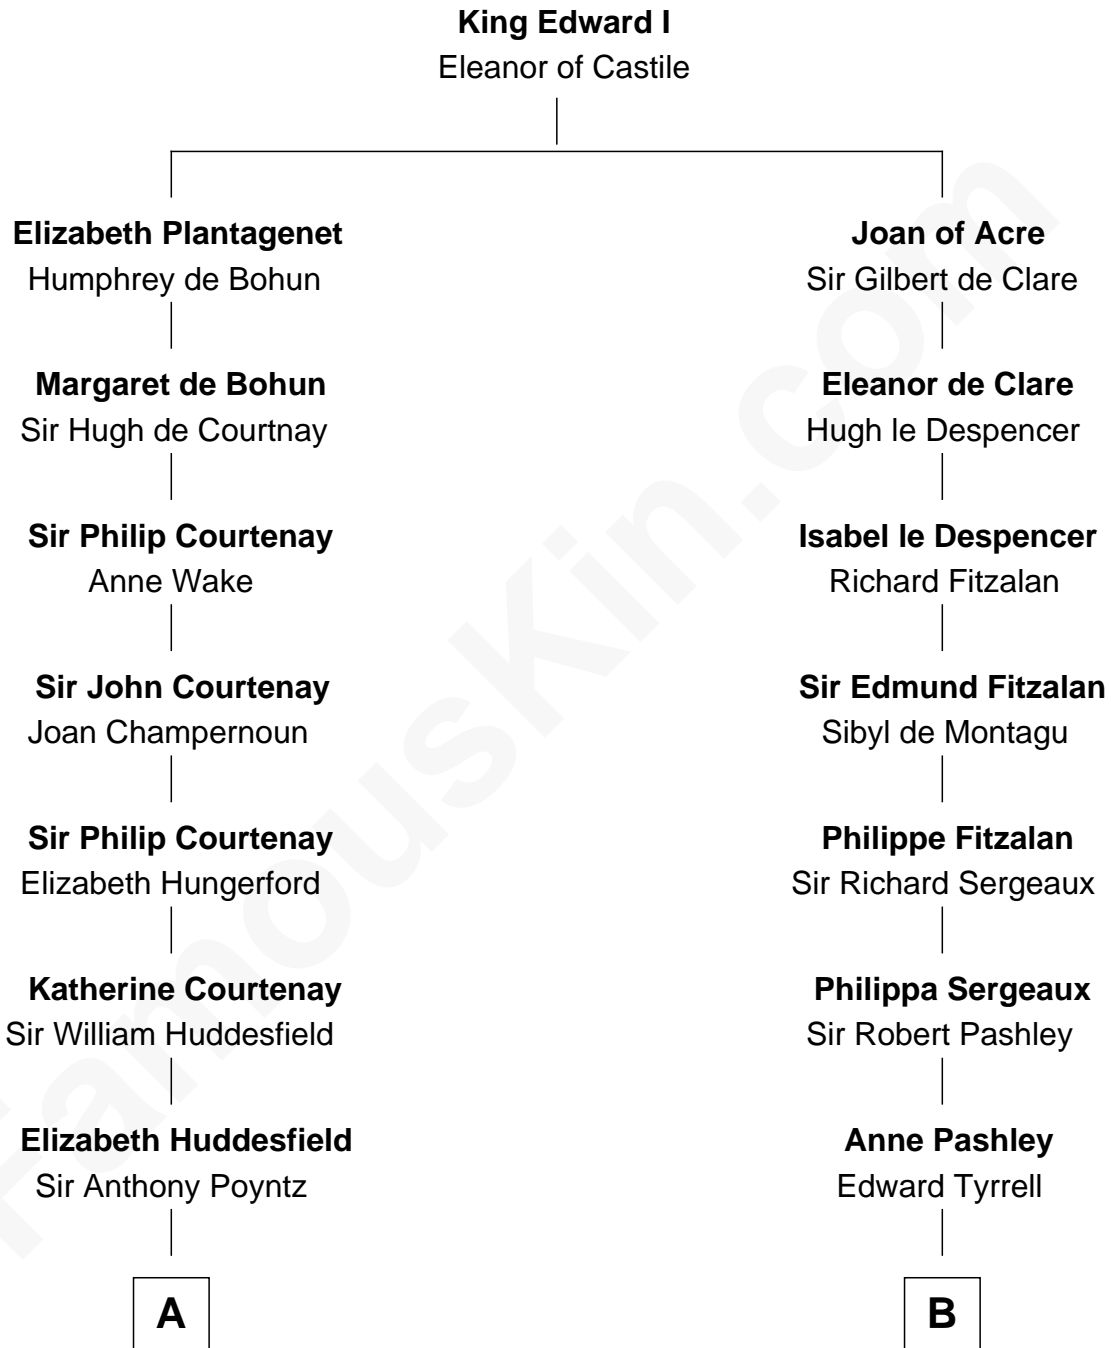 King Edward I
Eleanor of Castile
Elizabeth Plantagenet
Humphrey de Bohun
Joan of Acre
Sir Gilbert de Clare
Margaret de Bohun
Sir Hugh de Courtnay
Eleanor de Clare
Hugh le Despencer
Sir Philip Courtenay
Anne Wake
Isabel le Despencer
Richard Fitzalan
Sir John Courtenay
Joan Champernoun
Sir Edmund Fitzalan
Sibyl de Montagu
Sir Philip Courtenay
Elizabeth Hungerford
Philippe Fitzalan
Sir Richard Sergeaux
Katherine Courtenay
Sir William Huddesfield
Philippa Sergeaux
Sir Robert Pashley
Elizabeth Huddesfield
Sir Anthony Poyntz
Anne Pashley
Edward Tyrrell
A
B
FamousKin.com